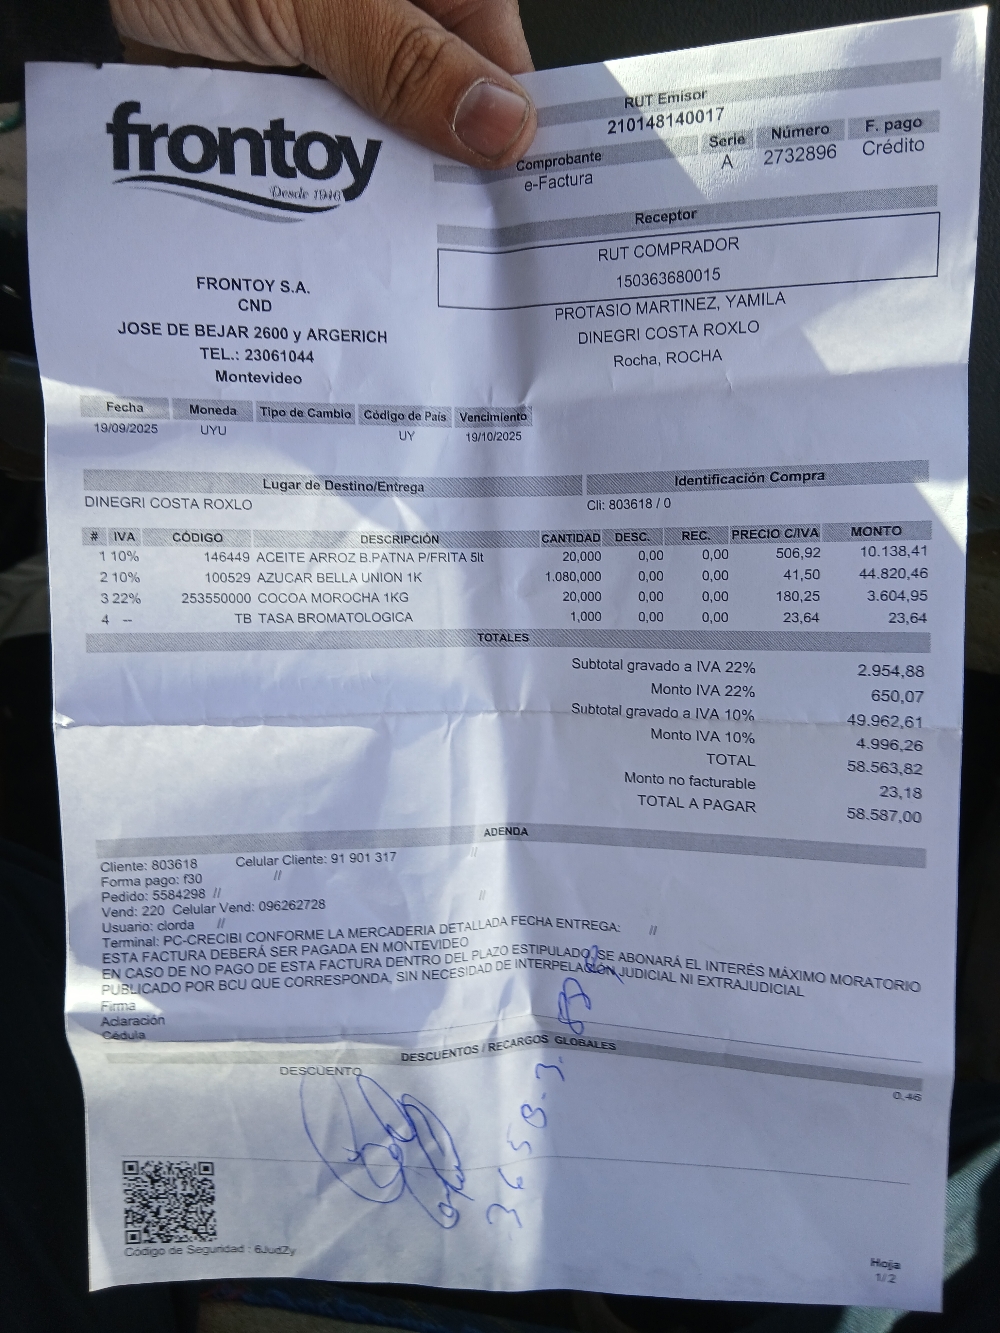 frontoy
Desde 1946
FRONTOY S.A.
CND
JOSE DE BEJAR 2600 y ARGERICH
TEL.: 23061044
Montevideo
RUT Emisor
210148140017
Comprobante Serie Número F. pago
e-Factura A 2732896 Crédito
Receptor
RUT COMPRADOR
150363680015
PROTASIO MARTINEZ, YAMILA
DINEGRI COSTA ROXLO
Rocha, ROCHA
Fecha Moneda Tipo de Cambio Código de País Vencimiento
19/09/2025 UYU UY 19/10/2025
Lugar de Destino/Entrega Identificación Compra
DINEGRI COSTA ROXLO Cli: 803618 / 0
# IVA CÓDIGO DESCRIPCIÓN CANTIDAD DESC. REC. PRECIO C/IVA MONTO
1 10% 146449 ACEITE ARROZ B.PATNA P/FRITA 5lt 20,000 0,00 0,00 506,92 10.138,41
2 10% 100529 AZUCAR BELLA UNION 1K 1.080,000 0,00 0,00 41,50 44.820,46
3 22% 253550000 COCOA MOROCHA 1KG 20,000 0,00 0,00 180,25 3.604,95
4 -- TB TASA BROMATOLOGICA 1,000 0,00 0,00 23,64 23,64
TOTALES
Subtotal gravado a IVA 22% 2.954,88
Monto IVA 22% 650,07
Subtotal gravado a IVA 10% 49.962,61
Monto IVA 10% 4.996,26
TOTAL 58.563,82
Monto no facturable 23,18
TOTAL A PAGAR 58.587,00
ADENDA
Cliente: 803618 Celular Cliente: 91 901 317 //
Forma pago: f30 //
Pedido: 5584298 // //
Vend: 220 Celular Vend: 096262728
Usuario: clorda //
Terminal: PC-CRECIBI CONFORME LA MERCADERIA DETALLADA FECHA ENTREGA: //
ESTA FACTURA DEBERÁ SER PAGADA EN MONTEVIDEO
EN CASO DE NO PAGO DE ESTA FACTURA DENTRO DEL PLAZO ESTIPULADO, SE ABONARÁ EL INTERÉS MÁXIMO MORATORIO
PUBLICADO POR BCU QUE CORRESPONDA, SIN NECESIDAD DE INTERPELACIÓN JUDICIAL NI EXTRAJUDICIAL
Firma
Aclaración
Cédula
DESCUENTOS / RECARGOS GLOBALES
DESCUENTO 0,46
Código de Seguridad : 6JudZy
Hoja
1/2